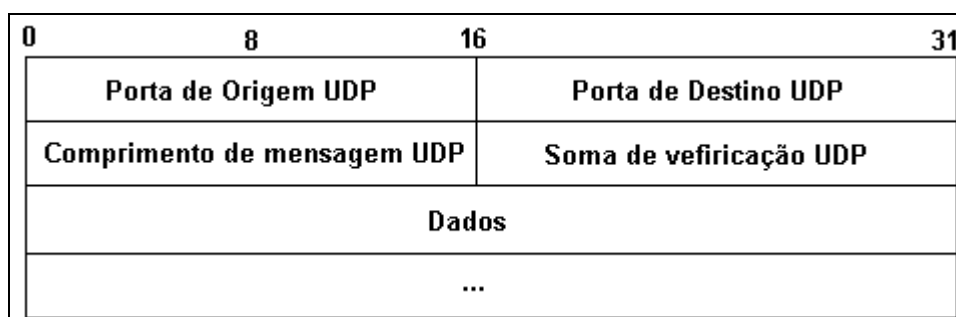 0 8 16 31
Porta de Origem UDP Porta de Destino UDP
Comprimento de mensagem UDP Soma de vefiricação UDP
Dados
...